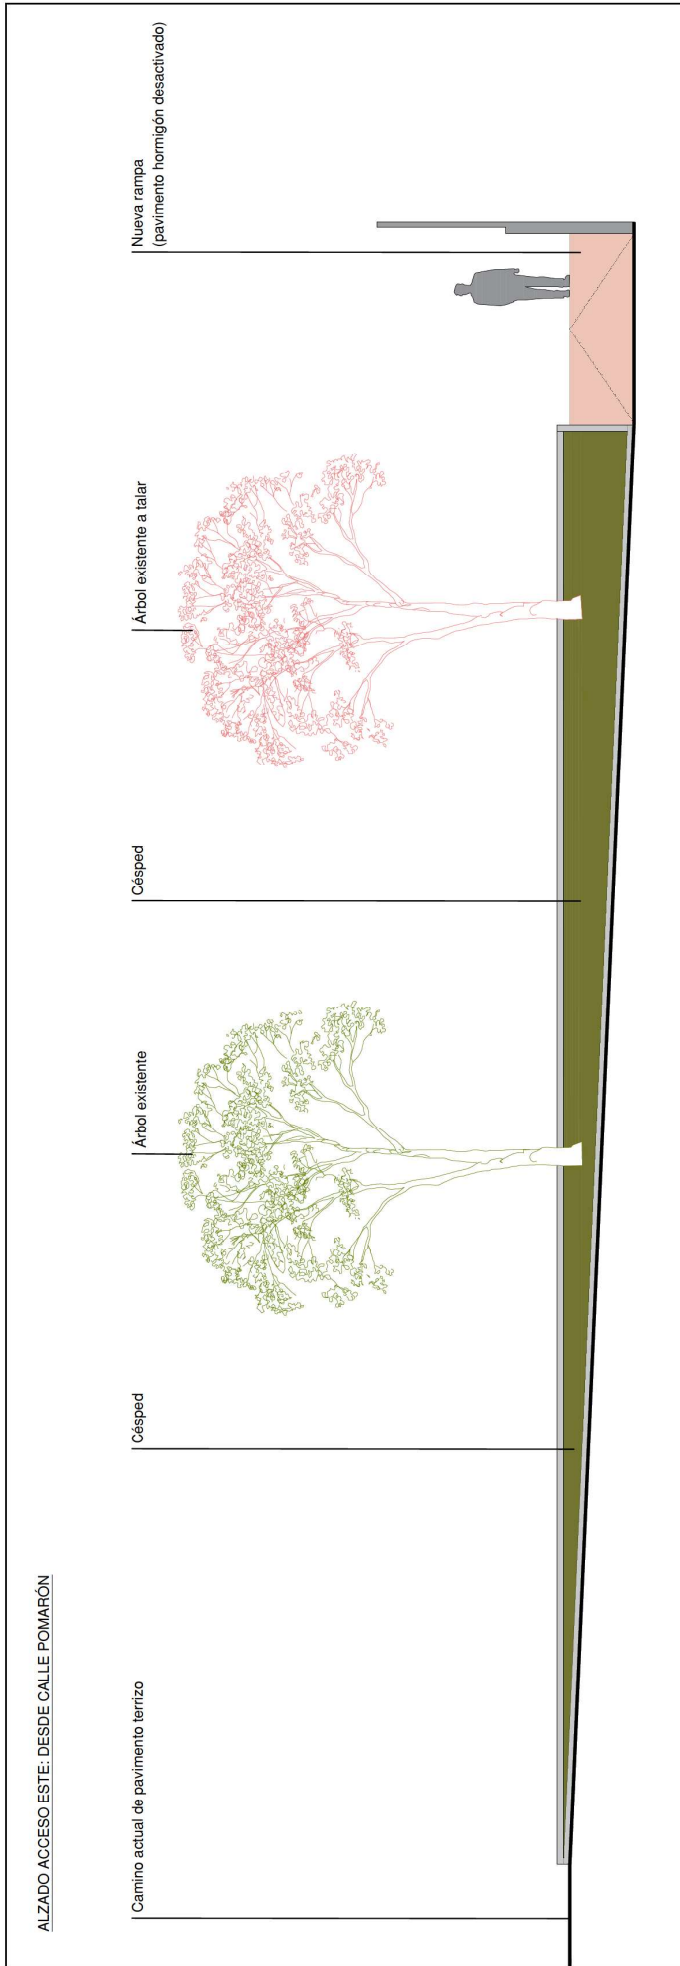 ALZADO ACCESO ESTE: DESDE CALLE POMARÓN
Camino actual de pavimento terrizo
Césped
Árbol existente
Césped
Árbol existente a talar
Nueva rampa
(pavimento hormigón desactivado)